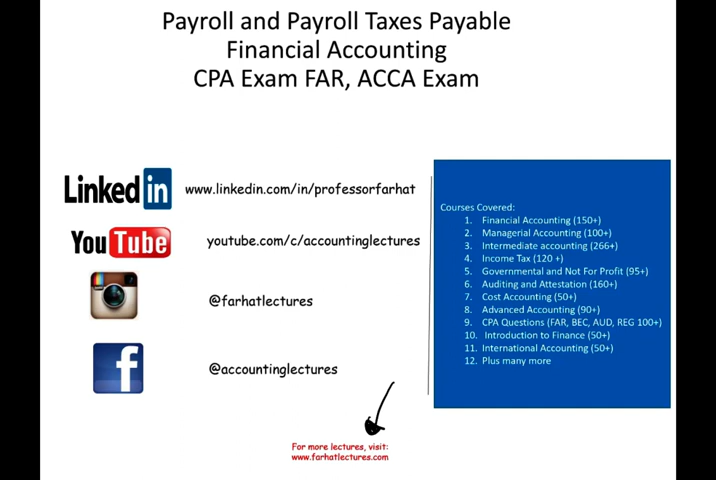 Payroll and Payroll Taxes Payable
Financial Accounting
CPA Exam FAR, ACCA Exam
Linked in www.linkedin.com/in/professorfarhat
YouTube youtube.com/c/accountinglectures
@farhatlectures
f @accountinglectures
Courses Covered:
1. Financial Accounting (150+)
2. Managerial Accounting (100+)
3. Intermediate accounting (266+)
4. Income Tax (120 +)
5. Governmental and Not For Profit (95+)
6. Auditing and Attestation (160+)
7. Cost Accounting (50+)
8. Advanced Accounting (90+)
9. CPA Questions (FAR, BEC, AUD, REG 100+)
10. Introduction to Finance (50+)
11. International Accounting (50+)
12. Plus many more
For more lectures, visit:
www.farhatlectures.com